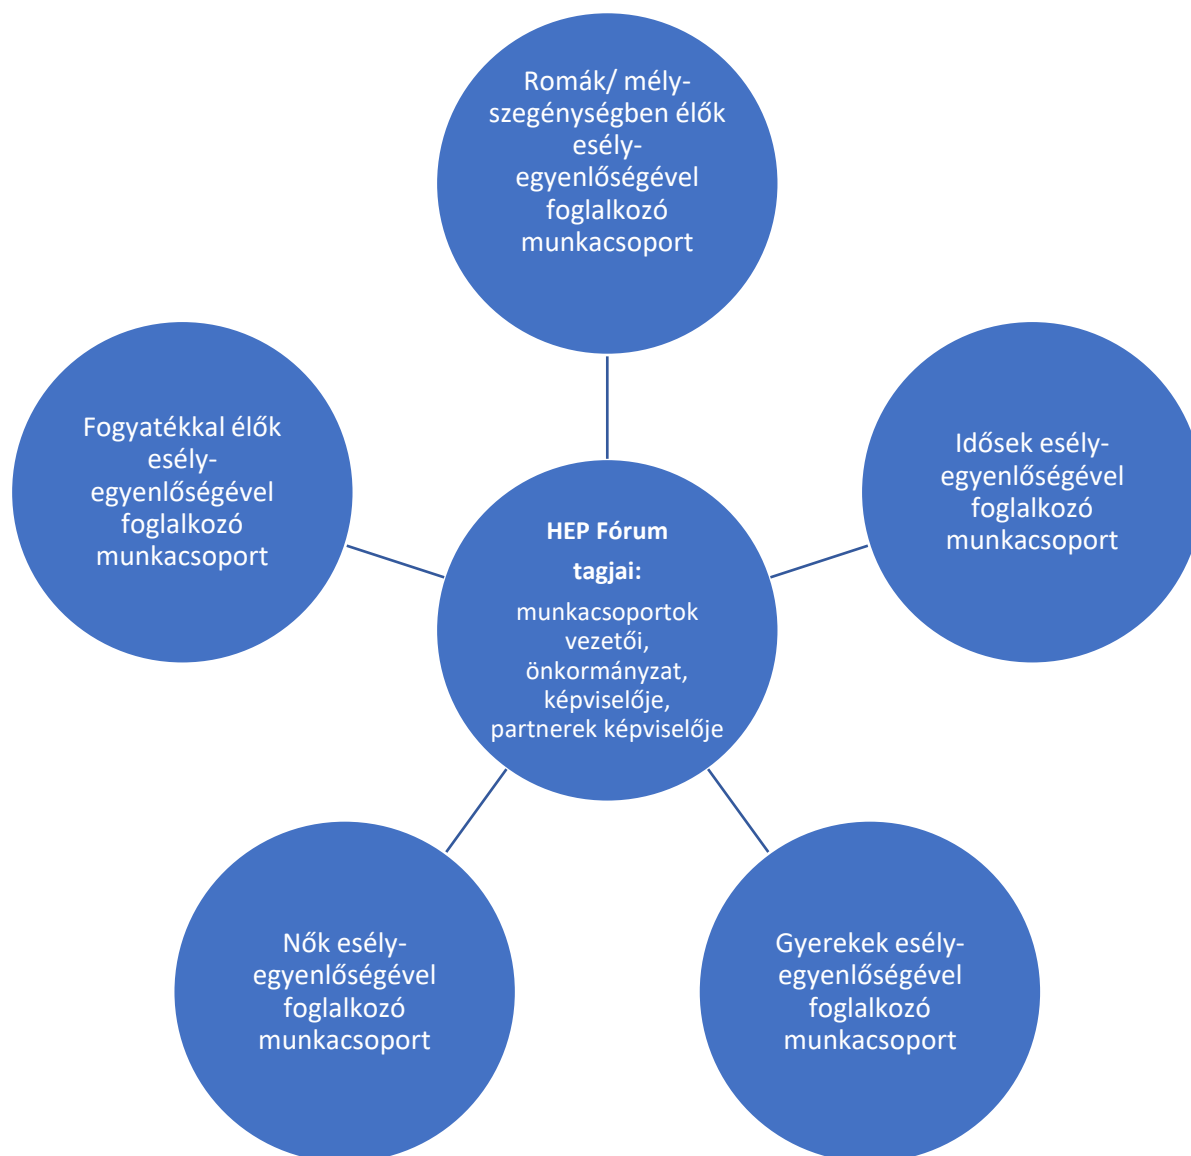 Romák/ mély-
szegénységben élők
esély-
egyenlőségével
foglalkozó
munkacsoport
Fogyatékkal élők
esély-
egyenlőségével
foglalkozó
munkacsoport
Idősek esély-
egyenlőségével
foglalkozó
munkacsoport
HEP Fórum
tagjai:
munkacsoportok
vezetői,
önkormányzat,
képviselője,
partnerek képviselője
Nők esély-
egyenlőségével
foglalkozó
munkacsoport
Gyerekek esély-
egyenlőségével
foglalkozó
munkacsoport